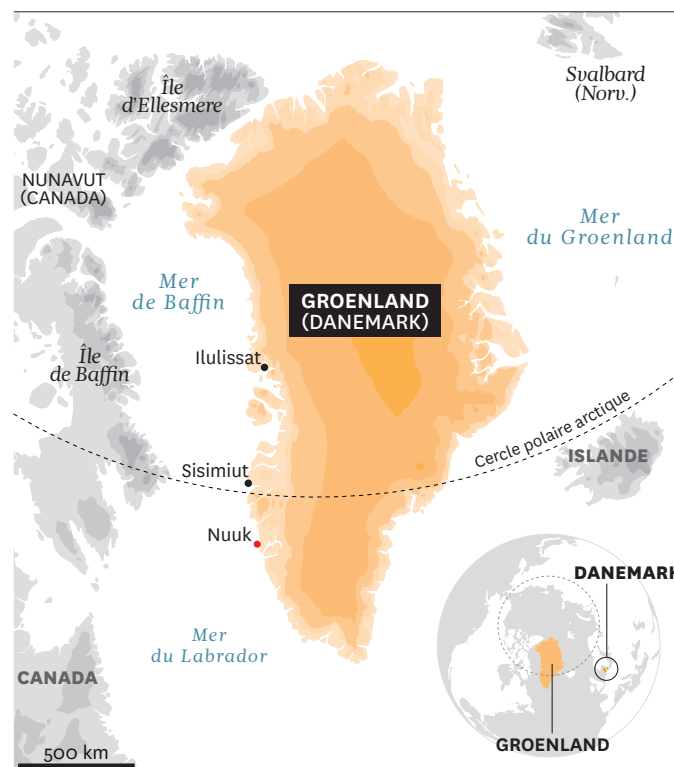 Île
d'Ellesmere
Svalbard
(Norv.)
NUNAVUT
(CANADA)
Mer
du Groenland
Mer
de Baffin
GROENLAND
(DANEMARK)
Ilulissat
Île
de Baffin
Cercle polaire arctique
ISLANDE
Sisimiut
Nuuk
DANEMARK
Mer
du Labrador
CANADA
GROENLAND
500 km